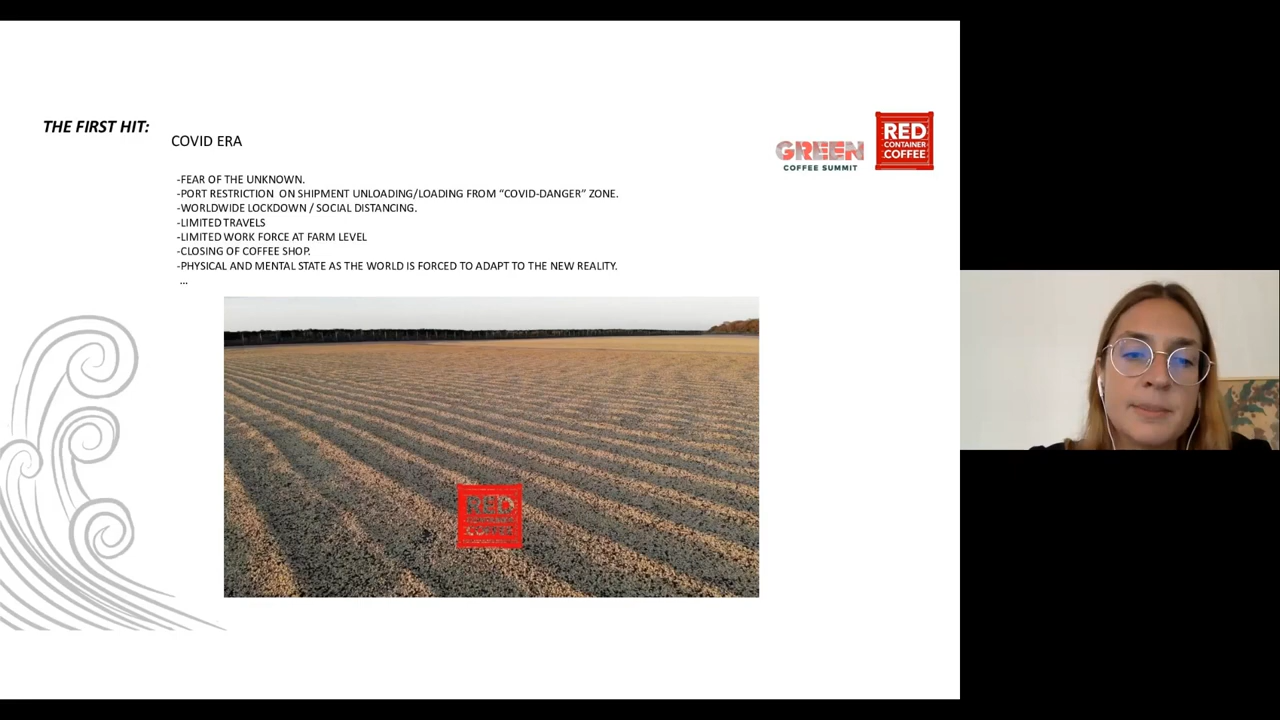 THE FIRST HIT:
COVID ERA
GREEN
COFFEE SUMMIT
RED
CONTAINER
COFFEE
-FEAR OF THE UNKNOWN.
-PORT RESTRICTION ON SHIPMENT UNLOADING/LOADING FROM “COVID-DANGER” ZONE.
-WORLDWIDE LOCKDOWN / SOCIAL DISTANCING.
-LIMITED TRAVELS
-LIMITED WORK FORCE AT FARM LEVEL
-CLOSING OF COFFEE SHOP.
-PHYSICAL AND MENTAL STATE AS THE WORLD IS FORCED TO ADAPT TO THE NEW REALITY.
...
RED
CONTAINER
COFFEE